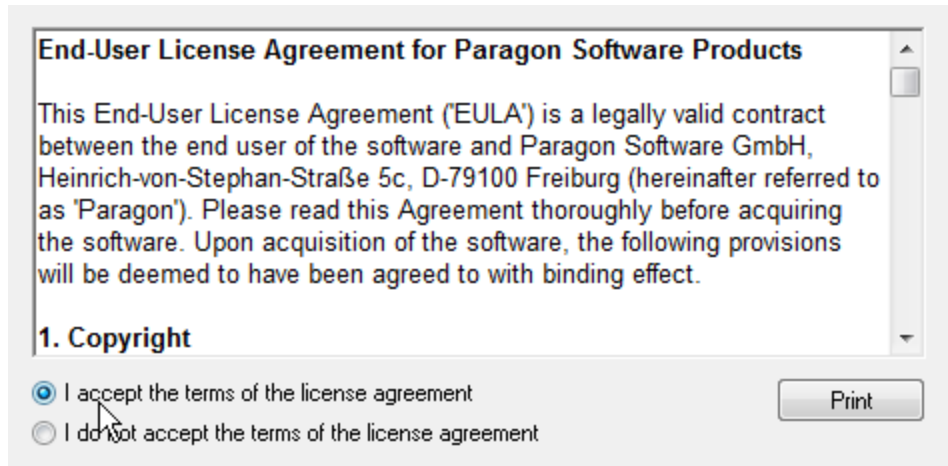 End-User License Agreement for Paragon Software Products
This End-User License Agreement ('EULA') is a legally valid contract
between the end user of the software and Paragon Software GmbH,
Heinrich-von-Stephan-Straße 5c, D-79100 Freiburg (hereinafter referred to
as 'Paragon'). Please read this Agreement thoroughly before acquiring
the software. Upon acquisition of the software, the following provisions
will be deemed to have been agreed to with binding effect.
1. Copyright
I accept the terms of the license agreement
Print
I do not accept the terms of the license agreement